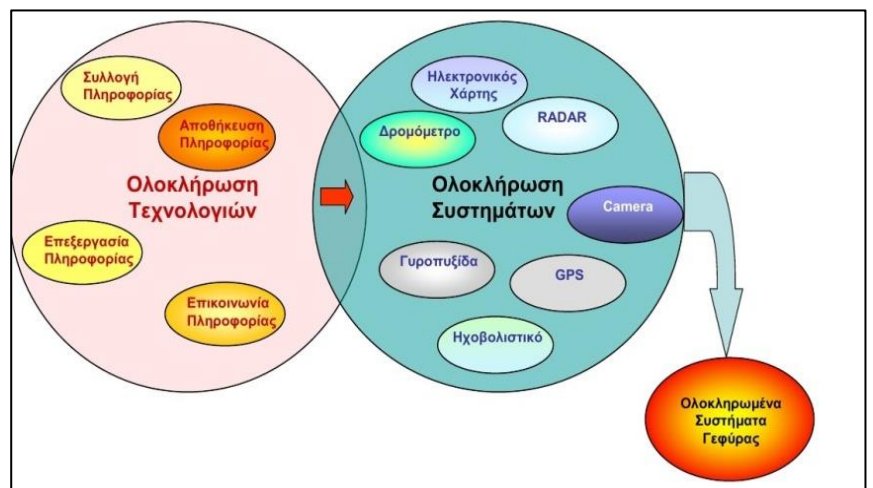 Συλλογή
Πληροφορίας
Αποθήκευση
Πληροφορίας
Ολοκλήρωση
Τεχνολογιών
Επεξεργασία
Πληροφορίας
Επικοινωνία
Πληροφορίας
Ηλεκτρονικός
Χάρτης
Δρομόμετρο
RADAR
Ολοκλήρωση
Συστημάτων
Camera
Γυροπυξίδα
GPS
Ηχοβολιστικό
Ολοκληρωμένα
Συστήματα
Γεφύρας